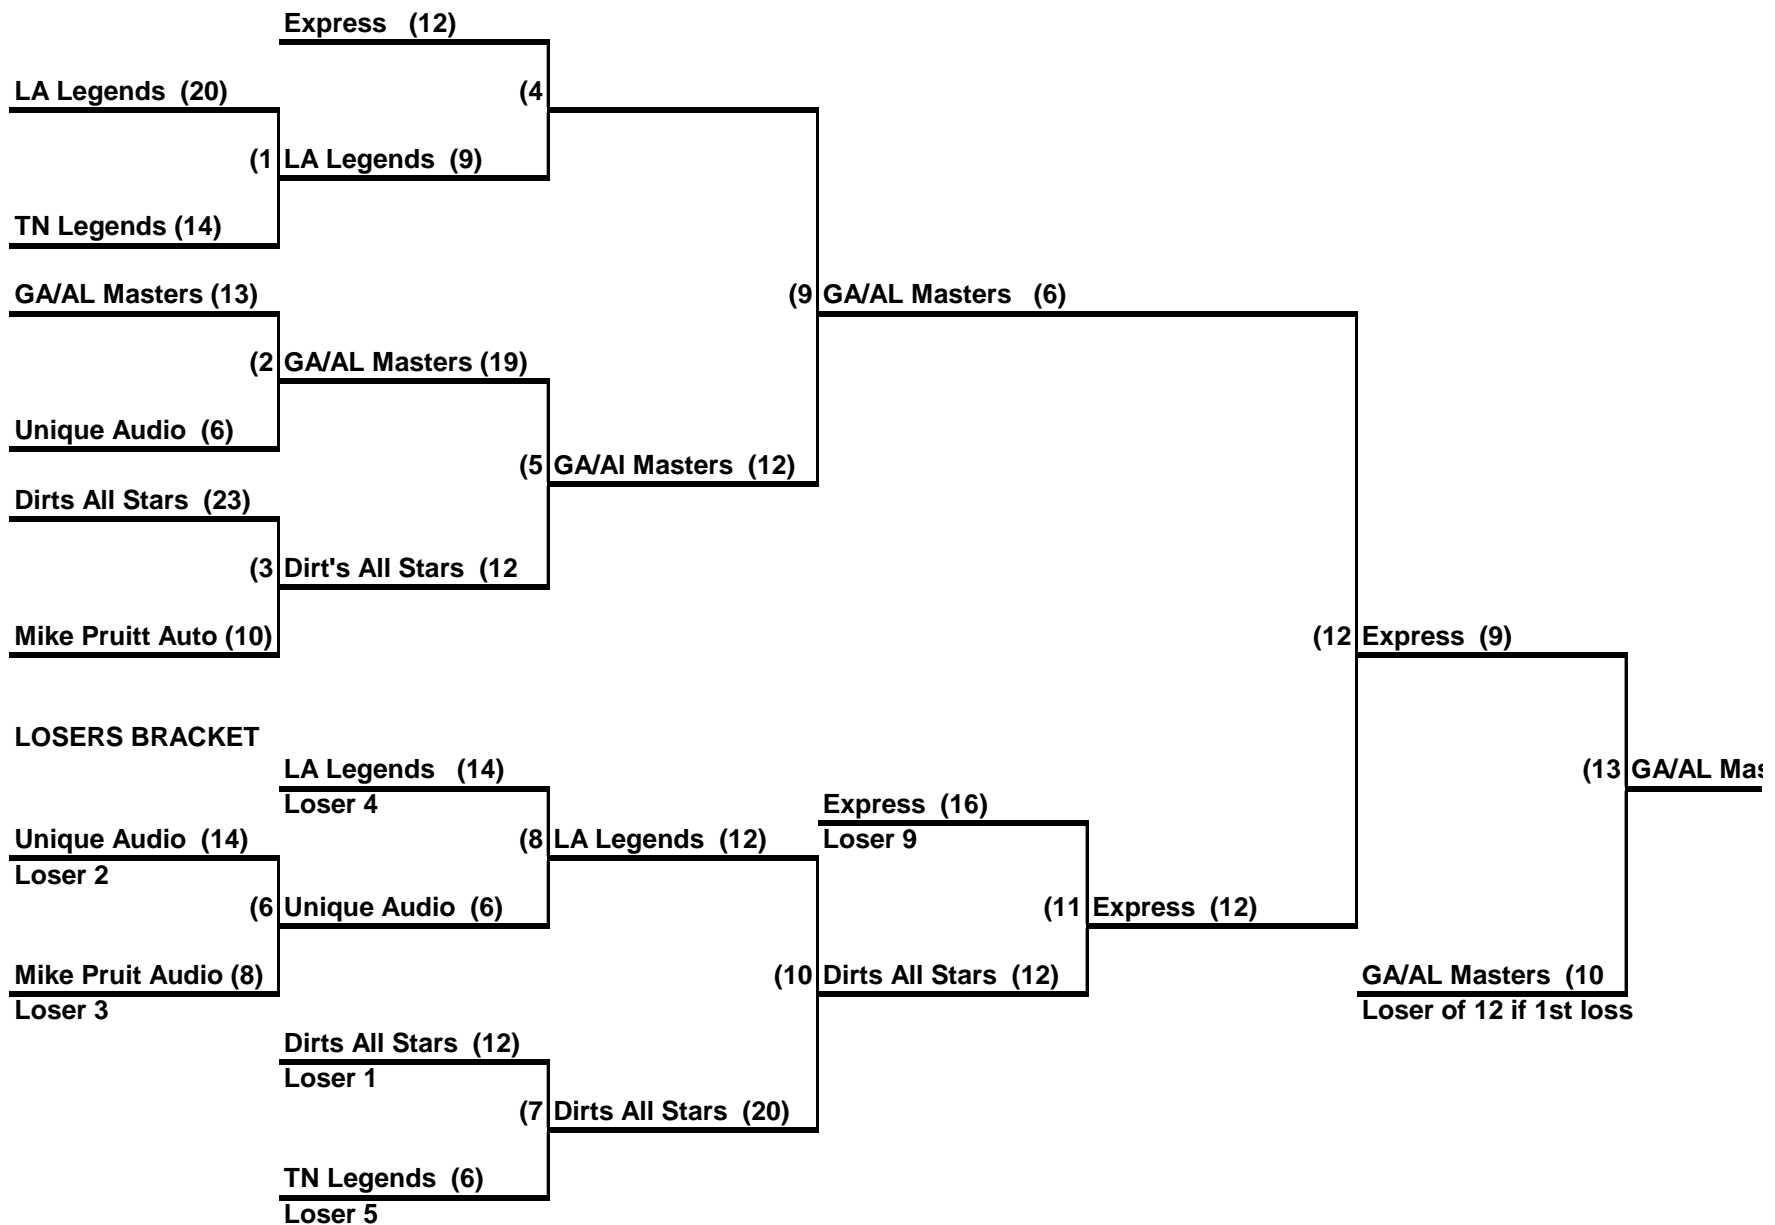 Express (12)
LA Legends (20)
(4
(1 LA Legends (9)
TN Legends (14)
GA/AL Masters (13)
(9 GA/AL Masters (6)
(2 GA/AL Masters (19)
Unique Audio (6)
(5 GA/Al Masters (12)
Dirts All Stars (23)
(3 Dirt's All Stars (12
Mike Pruitt Auto (10)
(12 Express (9)
LOSERS BRACKET
LA Legends (14)
(13 GA/AL Mas
Loser 4
Express (16)
Unique Audio (14)
(8 LA Legends (12)
Loser 9
Loser 2
(6 Unique Audio (6)
(11 Express (12)
Mike Pruit Audio (8)
(10 Dirts All Stars (12)
GA/AL Masters (10
Loser 3
Loser of 12 if 1st loss
Dirts All Stars (12)
Loser 1
(7 Dirts All Stars (20)
TN Legends (6)
Loser 5